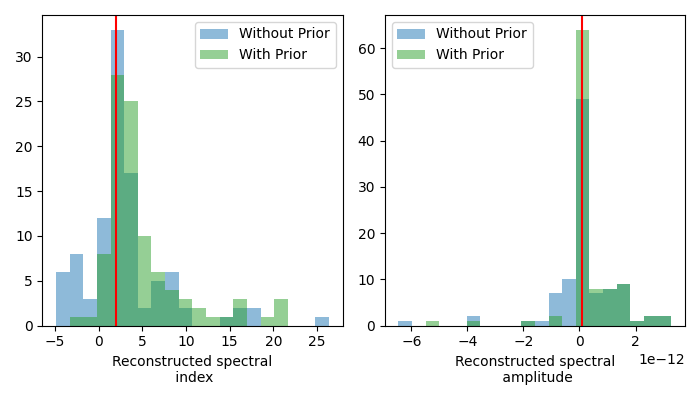 Without Prior
With Prior
0
5
10
15
20
25
30
−5
0
5
10
15
20
25
Reconstructed spectral
index
Without Prior
With Prior
0
10
20
30
40
50
60
−6
−4
−2
0
2
1e−12
Reconstructed spectral
amplitude